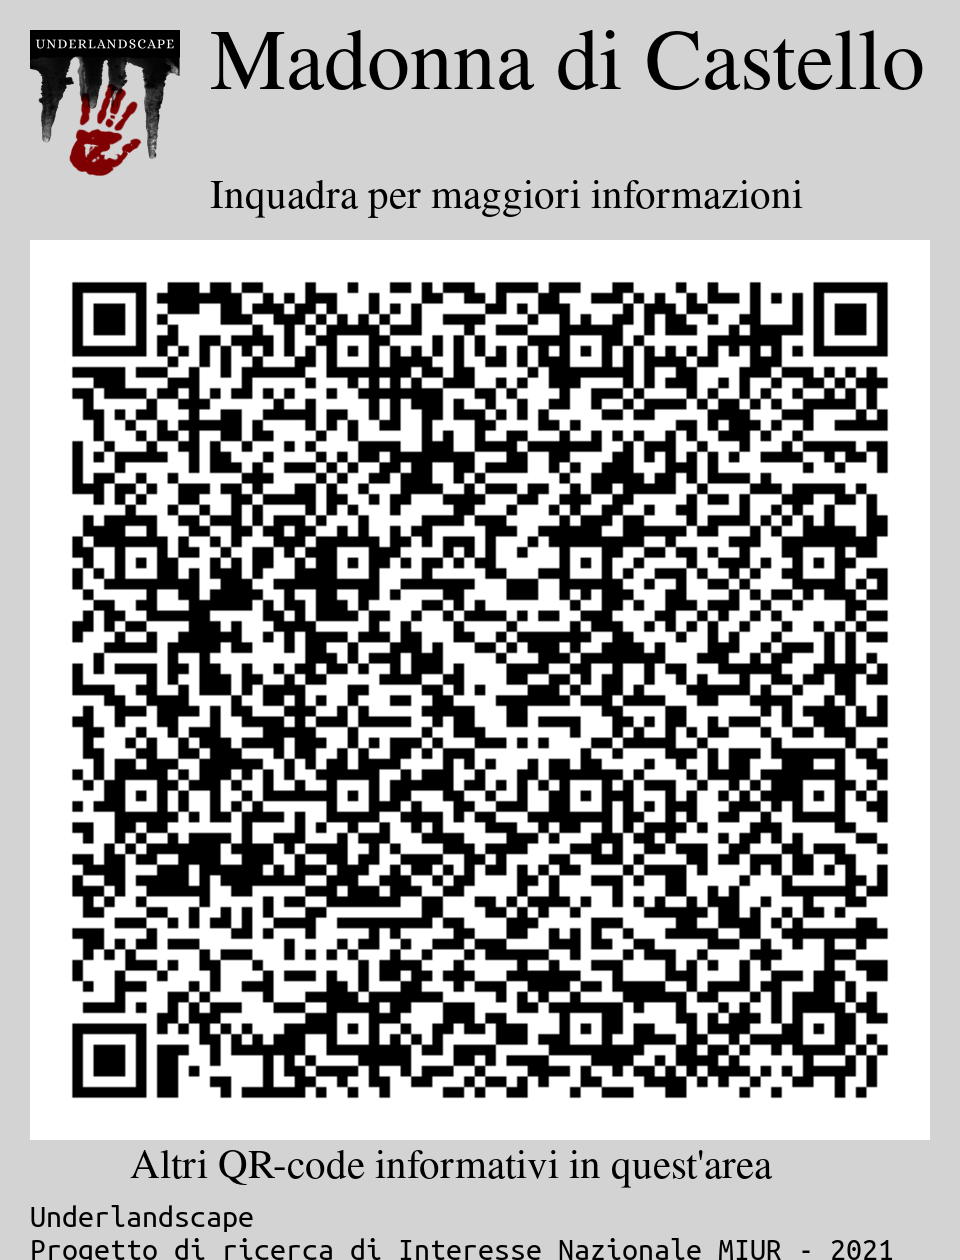 UNDERLANDSCAPE
Madonna di Castello
Inquadra per maggiori informazioni
Altri QR-code informativi in quest'area
Underlandscape
Progetto di ricerca di Interesse Nazionale MIUR - 2021